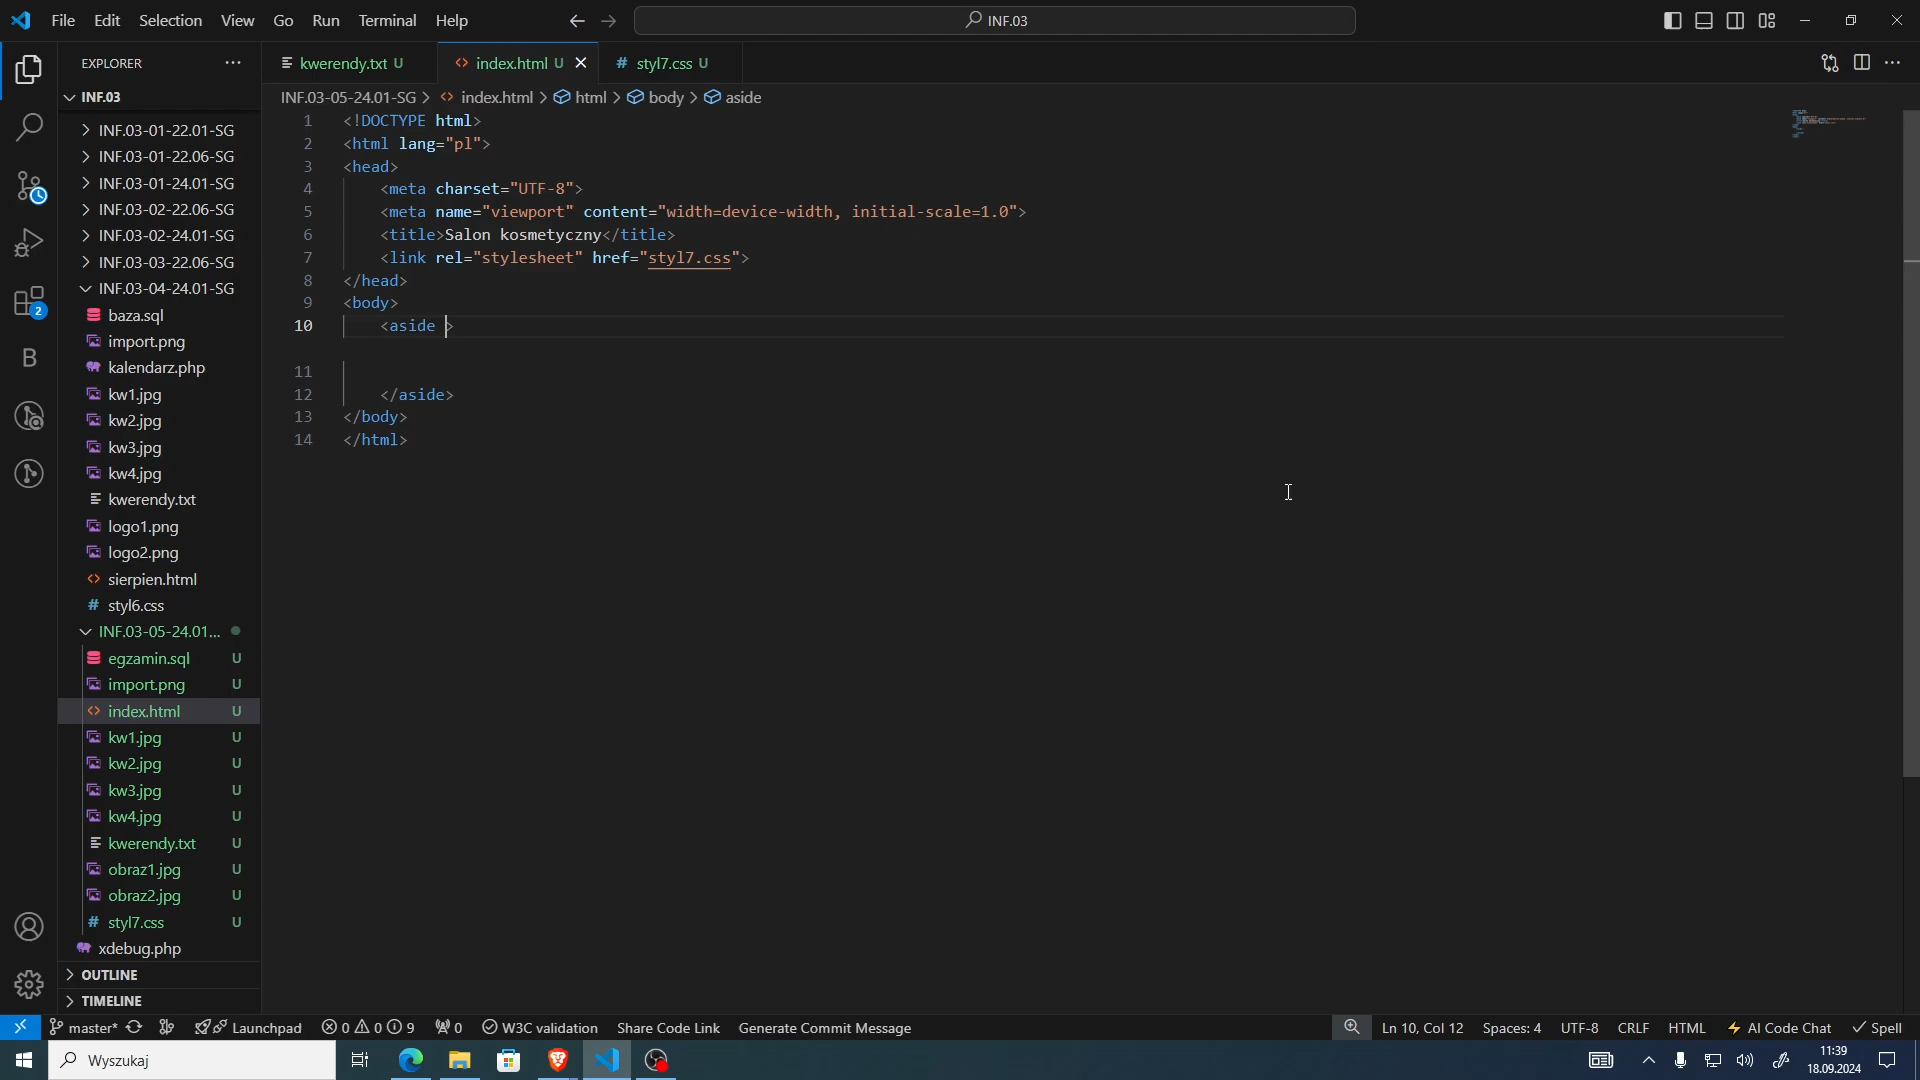 File Edit Selection View Go Run Terminal Help
INF.03
EXPLORER
kwerendy.txt U
index.html U
styl7.css U
INF.03
INF.03-05-24.01-SG > index.html > html > body > aside
INF.03-01-22.01-SG
INF.03-01-22.06-SG
INF.03-01-24.01-SG
INF.03-02-22.06-SG
INF.03-02-24.01-SG
INF.03-03-22.06-SG
INF.03-04-24.01-SG
baza.sql
import.png
kalendarz.php
kw1.jpg
kw2.jpg
kw3.jpg
kw4.jpg
kwerendy.txt
logo1.png
logo2.png
sierpien.html
styl6.css
INF.03-05-24.01...
egzamin.sql U
import.png U
index.html U
kw1.jpg U
kw2.jpg U
kw3.jpg U
kw4.jpg U
kwerendy.txt U
obraz1.jpg U
obraz2.jpg U
styl7.css U
xdebug.php
OUTLINE
TIMELINE
B
2
1 <!DOCTYPE html>
2 <html lang="pl">
3 <head>
4 <meta charset="UTF-8">
5 <meta name="viewport" content="width=device-width, initial-scale=1.0">
6 <title>Salon kosmetyczny</title>
7 <link rel="stylesheet" href="styl7.css">
8 </head>
9 <body>
10 <aside >
11
12 </aside>
13 </body>
14 </html>
master* Launchpad 0 0 9 0 W3C validation Share Code Link Generate Commit Message
Ln 10, Col 12 Spaces: 4 UTF-8 CRLF HTML AI Code Chat Spell
Wyszukaj
11:39
18.09.2024